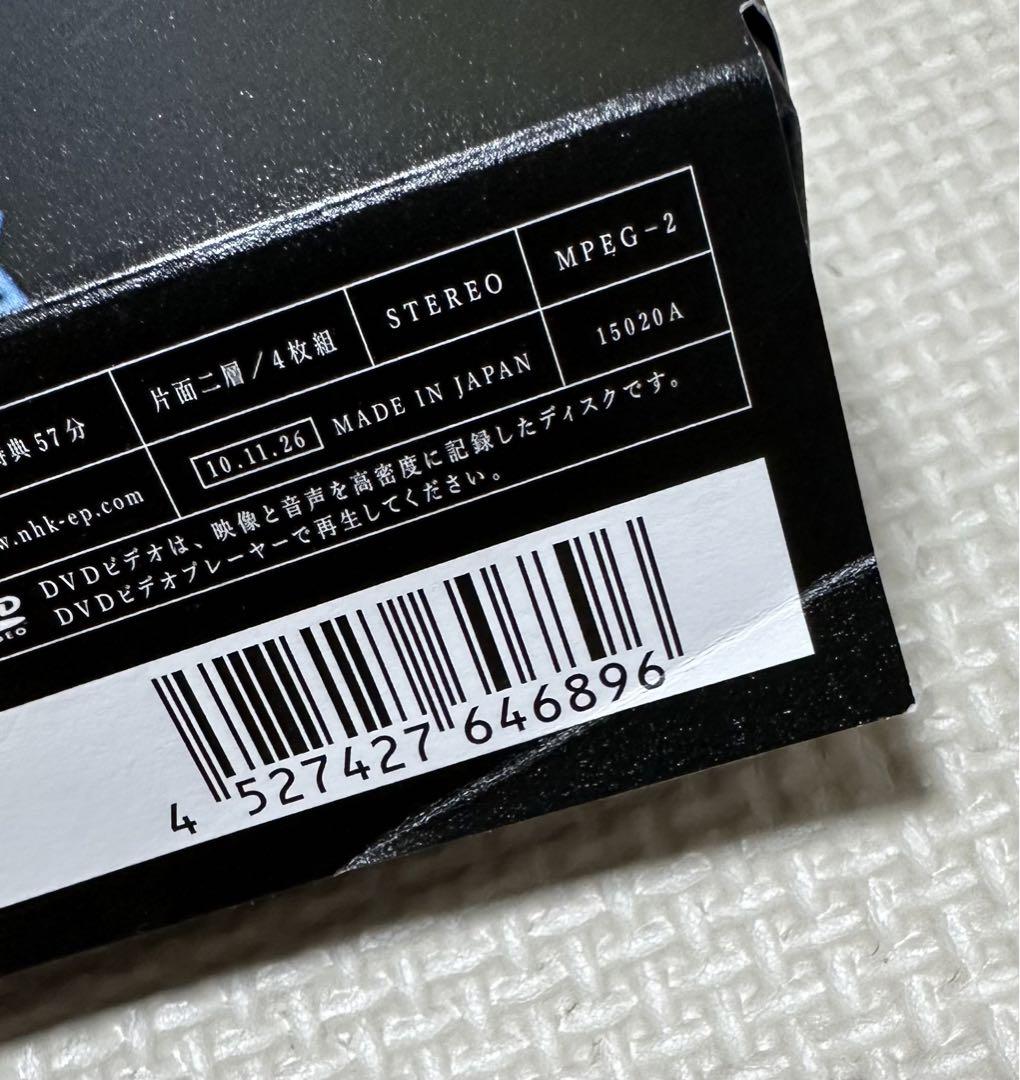 特典57分
片面二層/4枚組
STEREO
MPEG-2
w.nhk-ep.com
10.11.26
MADE IN JAPAN
15020A
DVDビデオは、映像と音声を高密度に記録したディスクです。
DVDビデオプレーヤーで再生してください。
4 527427 646896